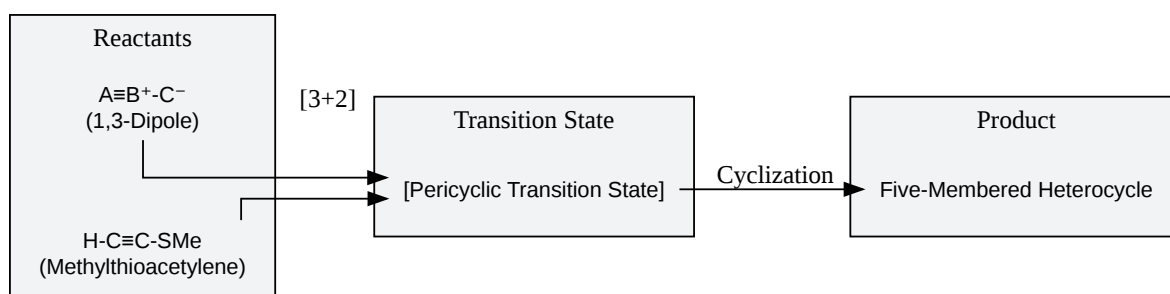 Reactants
A≡B⁺-C⁻
(1,3-Dipole)
H-C≡C-SMe
(Methylthioacetylene)
[3+2]
Transition State
[Pericyclic Transition State]
Cyclization
Product
Five-Membered Heterocycle